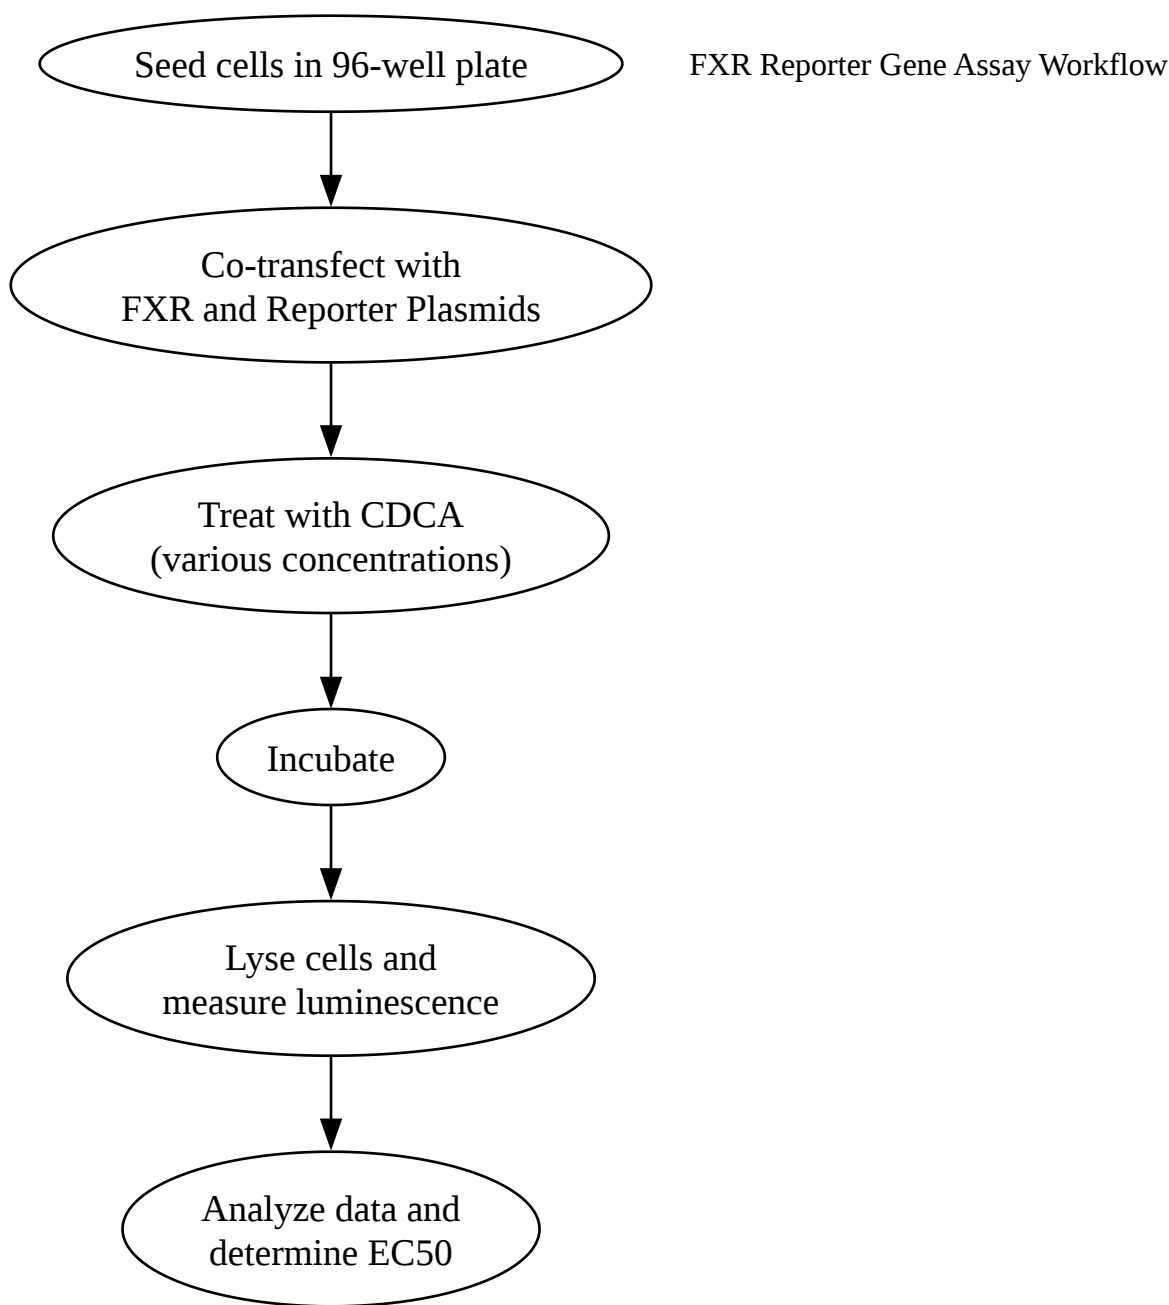 Seed cells in 96-well plate
FXR Reporter Gene Assay Workflow
Co-transfect with
FXR and Reporter Plasmids
Treat with CDCA
(various concentrations)
Incubate
Lyse cells and
measure luminescence
Analyze data and
determine EC50